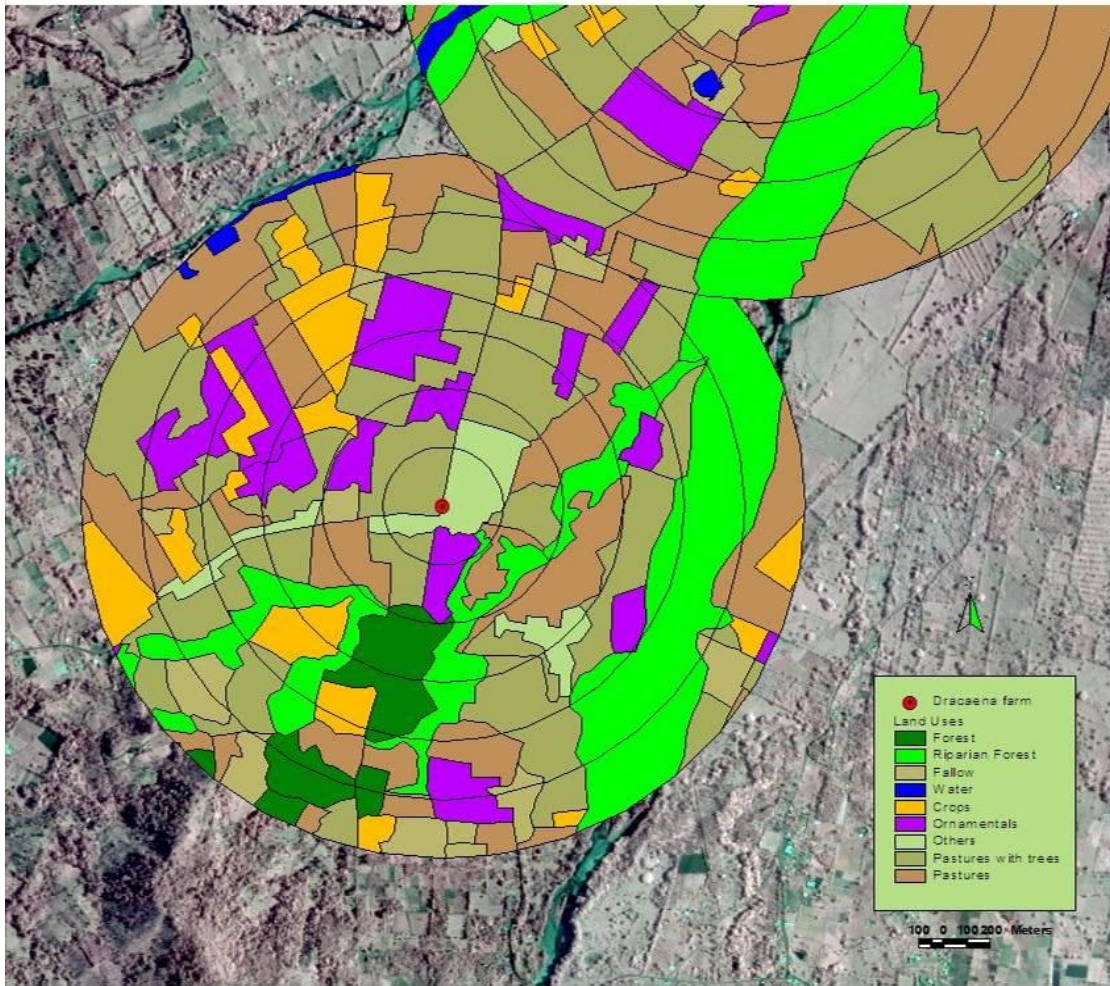 Dracaena farm
Land Uses
Forest
Riparian Forest
Fallow
Water
Crops
Ornamentals
Others
Pastures with trees
Pastures
100 0 100 200 Meters